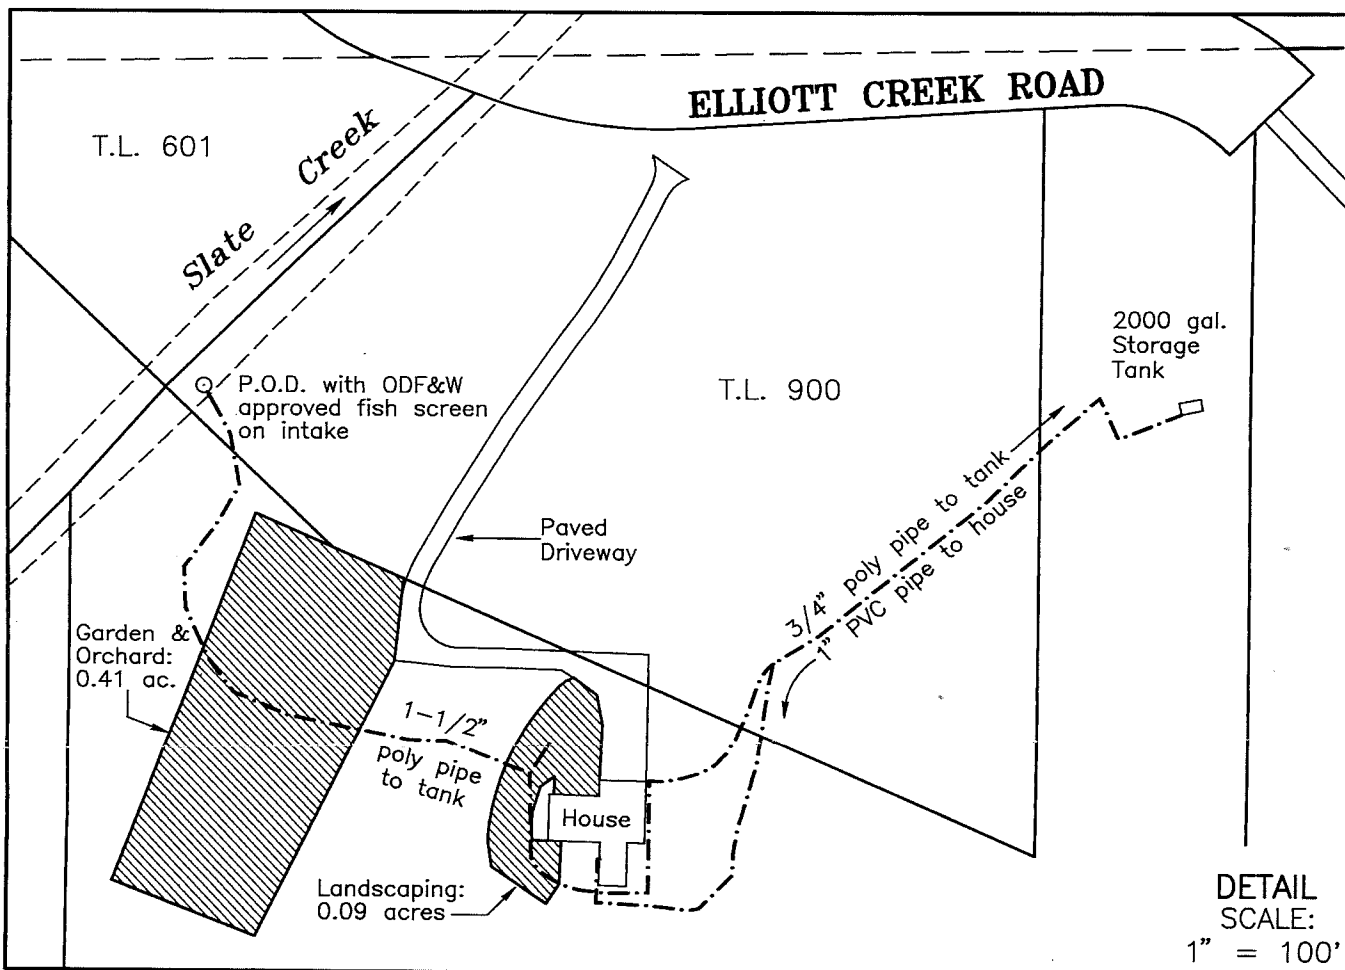 ELLIOTT CREEK ROAD
T.L. 601
Slate Creek
P.O.D. with ODF&W
approved fish screen
on intake
T.L. 900
2000 gal.
Storage
Tank
Paved
Driveway
3/4" poly pipe to tank
1" PVC pipe to house
Garden &
Orchard:
0.41 ac.
1-1/2"
poly pipe
to tank
House
Landscaping:
0.09 acres
DETAIL
SCALE:
1" = 100'